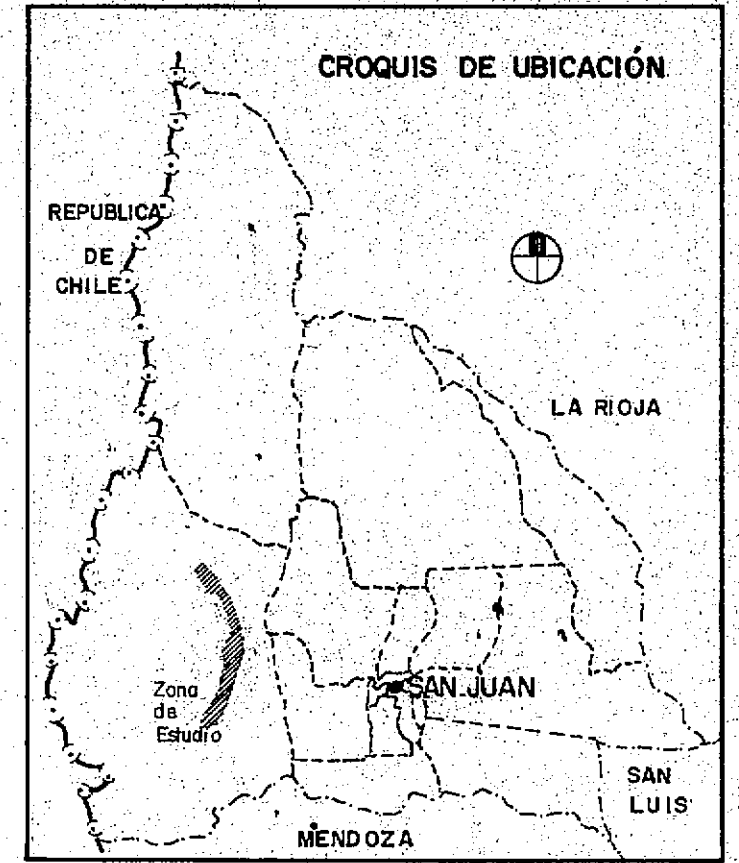 CROQUIS DE UBICACIÓN
REPUBLICA
DE
CHILE
LA RIOJA
Zona
de
Estudio
SAN JUAN
SAN
LUIS
MENDOZA